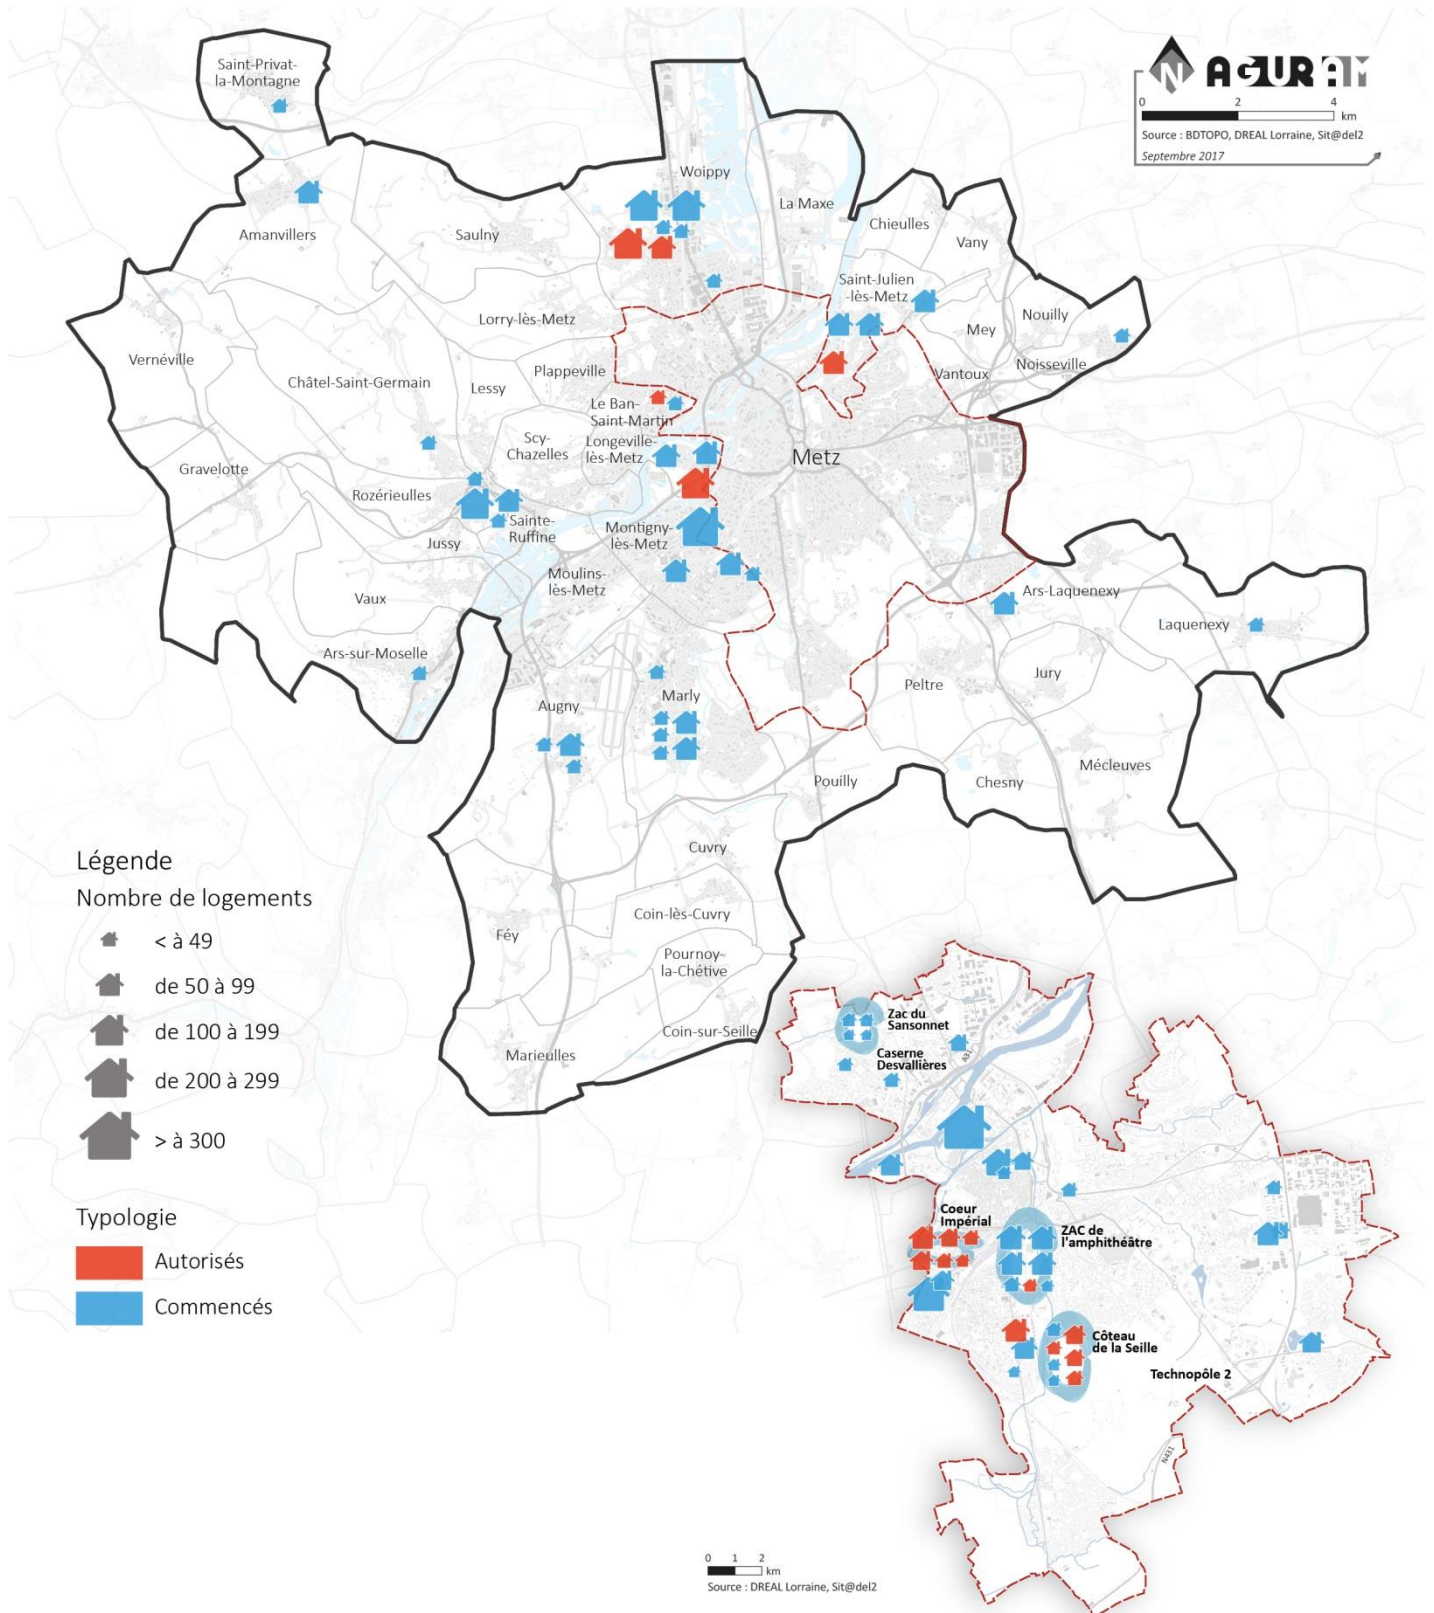 Saint-Privat-
la-Montagne
N AGURAM
0 2 4
km
Source : BDTOPO, DREAL Lorraine, Sit@del2
Septembre 2017
Woippy
La Maxe
Chieulles
Vany
Amanvillers
Saulny
Saint-Julien
-lès-Metz
Nouilly
Mey
Lorry-lès-Metz
Vernéville
Noisseville
Plappeville
Vantoux
Châtel-Saint-Germain
Lessy
Le Ban-
Saint-Martin
Scy-
Chazelles
Longeville-
lès-Metz
Metz
Gravelotte
Rozérieulles
Sainte-
Ruffine
Montigny-
lès-Metz
Jussy
Moulins-
lès-Metz
Ars-Laquenexy
Vaux
Laquenexy
Ars-sur-Moselle
Jury
Peltre
Marly
Augny
Mécleuves
Pouilly
Chesny
Cuvry
Coin-lès-Cuvry
Féy
Pournoy-
la-Chétive
Coin-sur-Seille
Marieulles
Légende
Nombre de logements
< à 49
de 50 à 99
de 100 à 199
de 200 à 299
> à 300
Typologie
Autorisés
Commencés
Zac du
Sansonnet
Caserne
Desvallières
A31
Coeur
Impérial
ZAC de
l'amphithéâtre
Côteau
de la Seille
Technopôle 2
N431
0 1 2
km
Source : DREAL Lorraine, Sit@del2